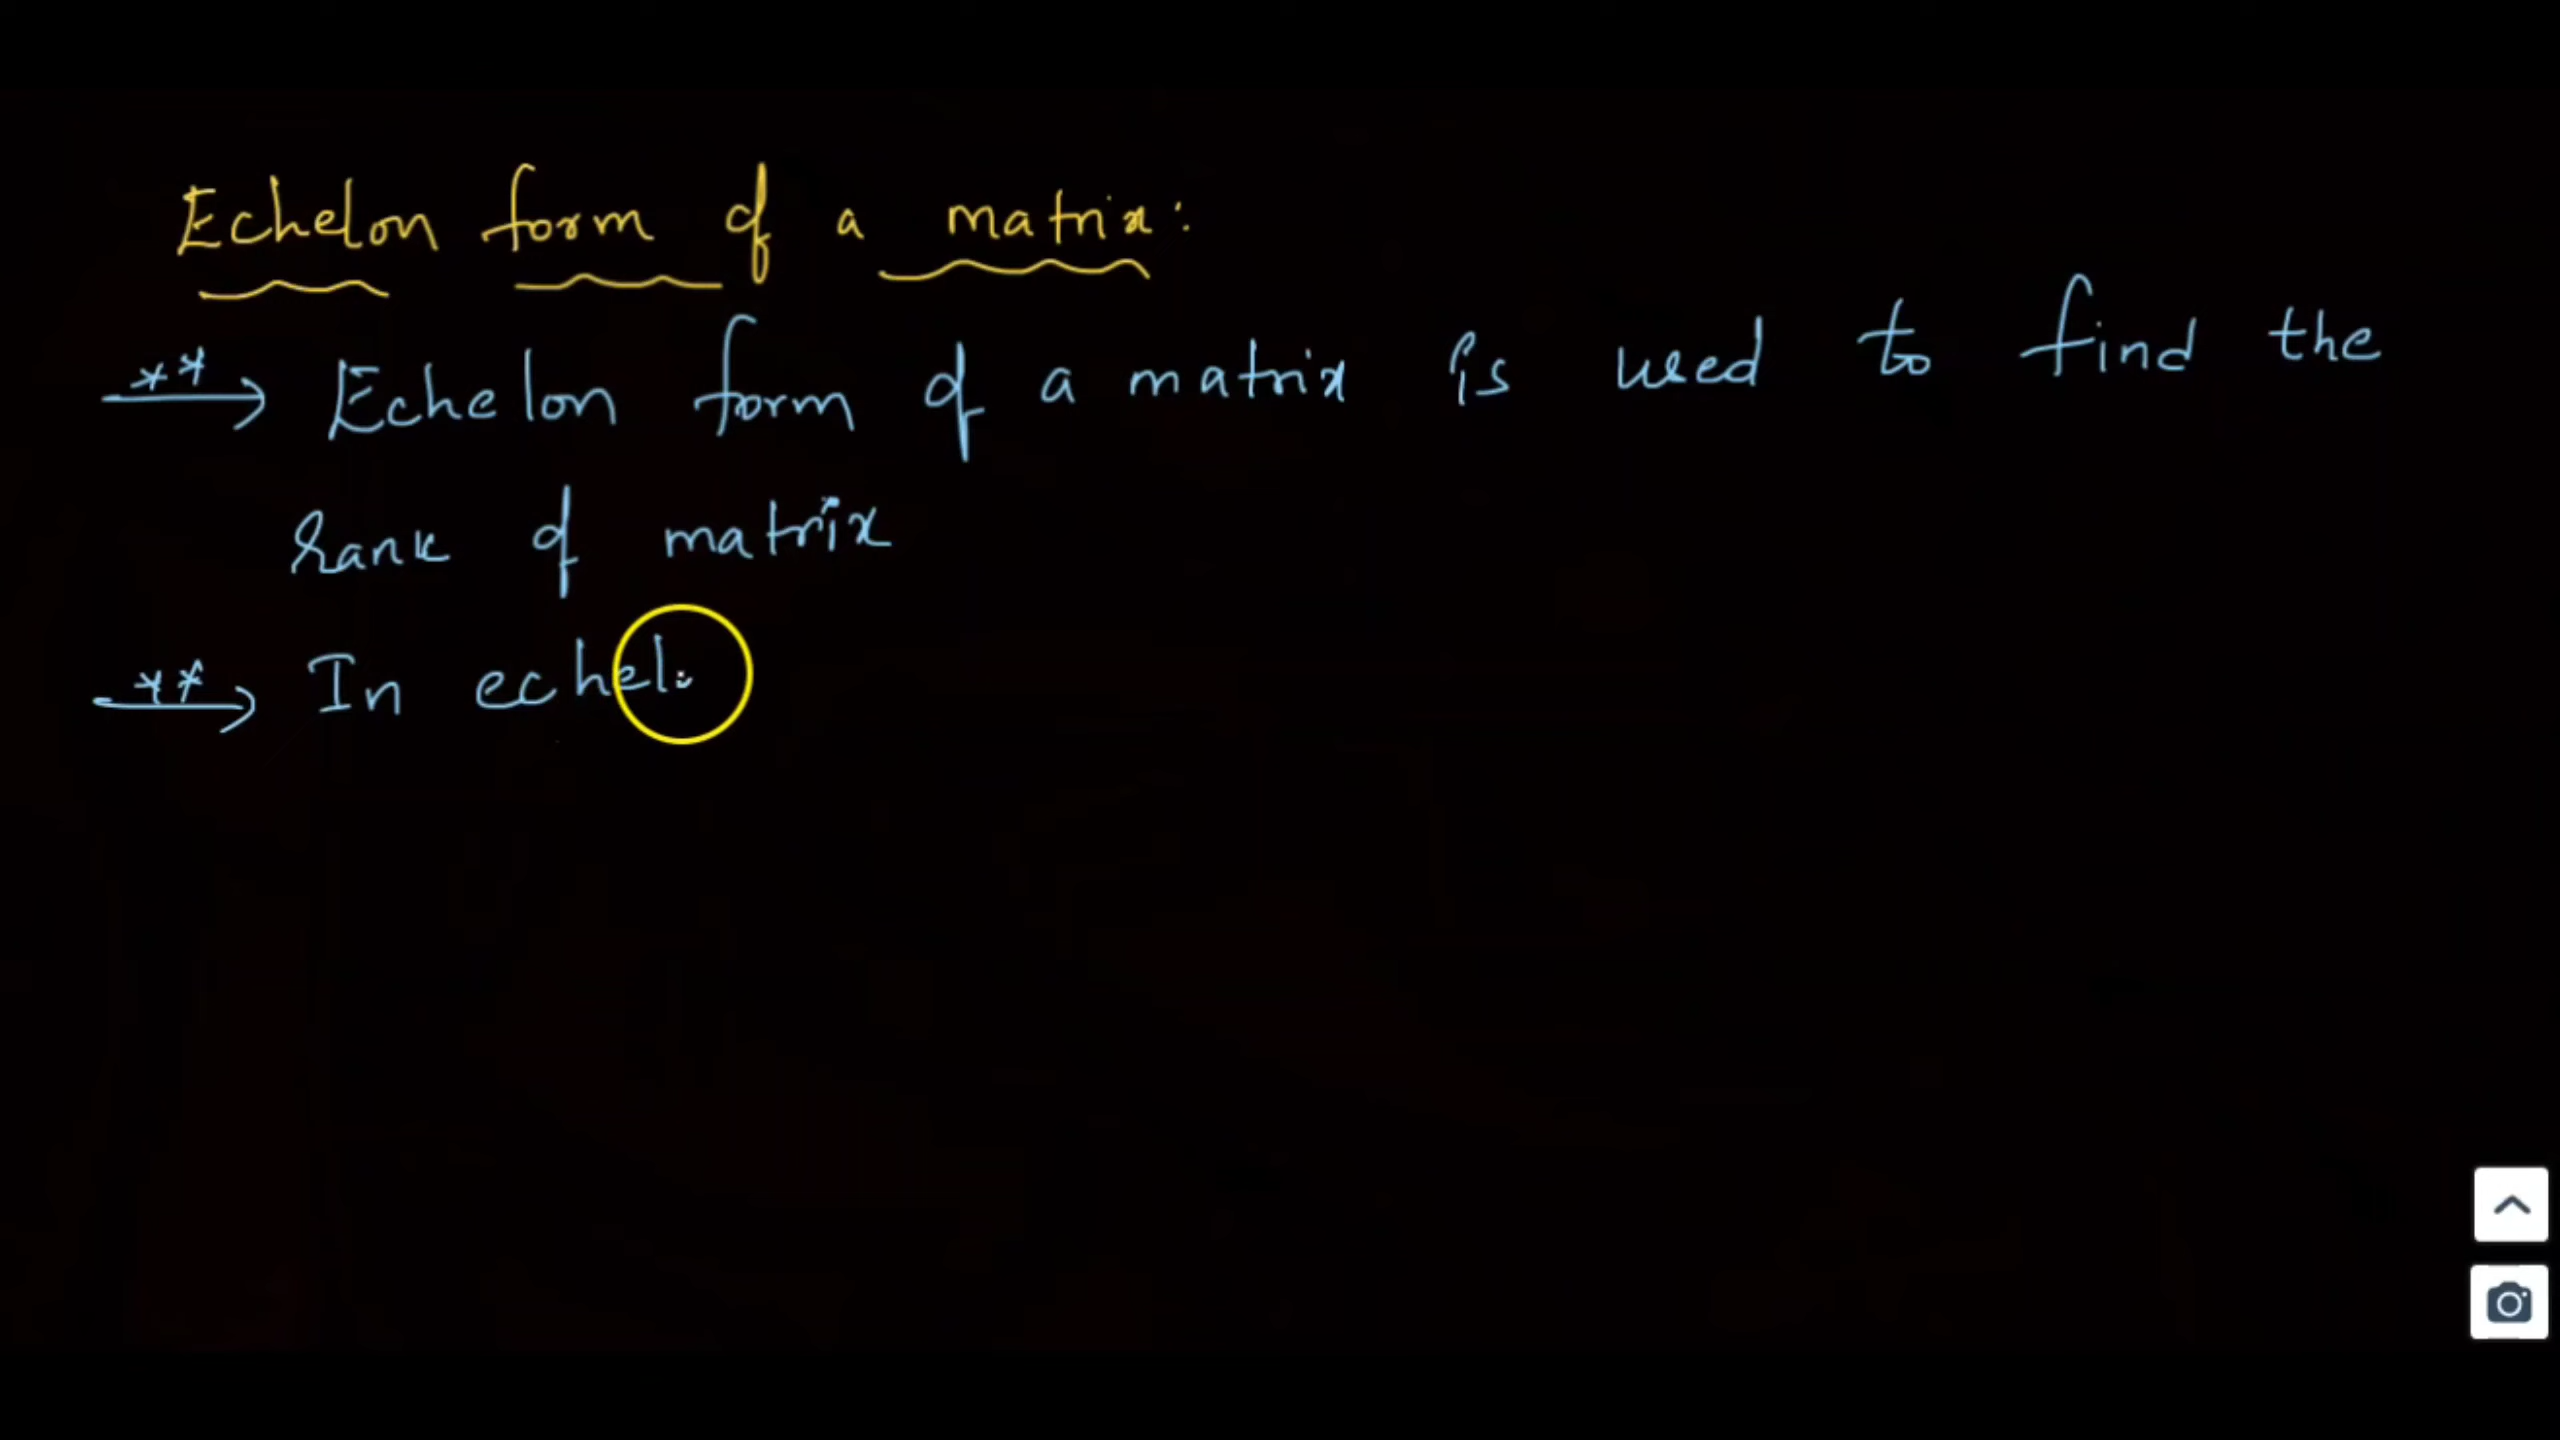 Echelon form of a matrix:
** → Echelon form of a matrix is used to find the
rank of matrix
** → In echel